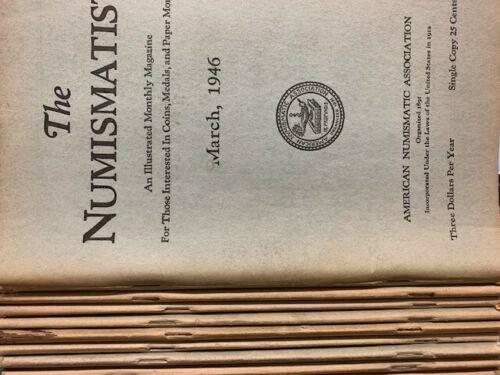 The
NUMISMATIST
An Illustrated Monthly Magazine
For Those Interested In Coins, Medals, and Paper Mon
March, 1946
AMERICAN NUMISMATIC ASSOCIATION
Organized 1891
Incorporated Under the Laws of the United States in 1912
Three Dollars Per Year
Single Copy 25 Cents